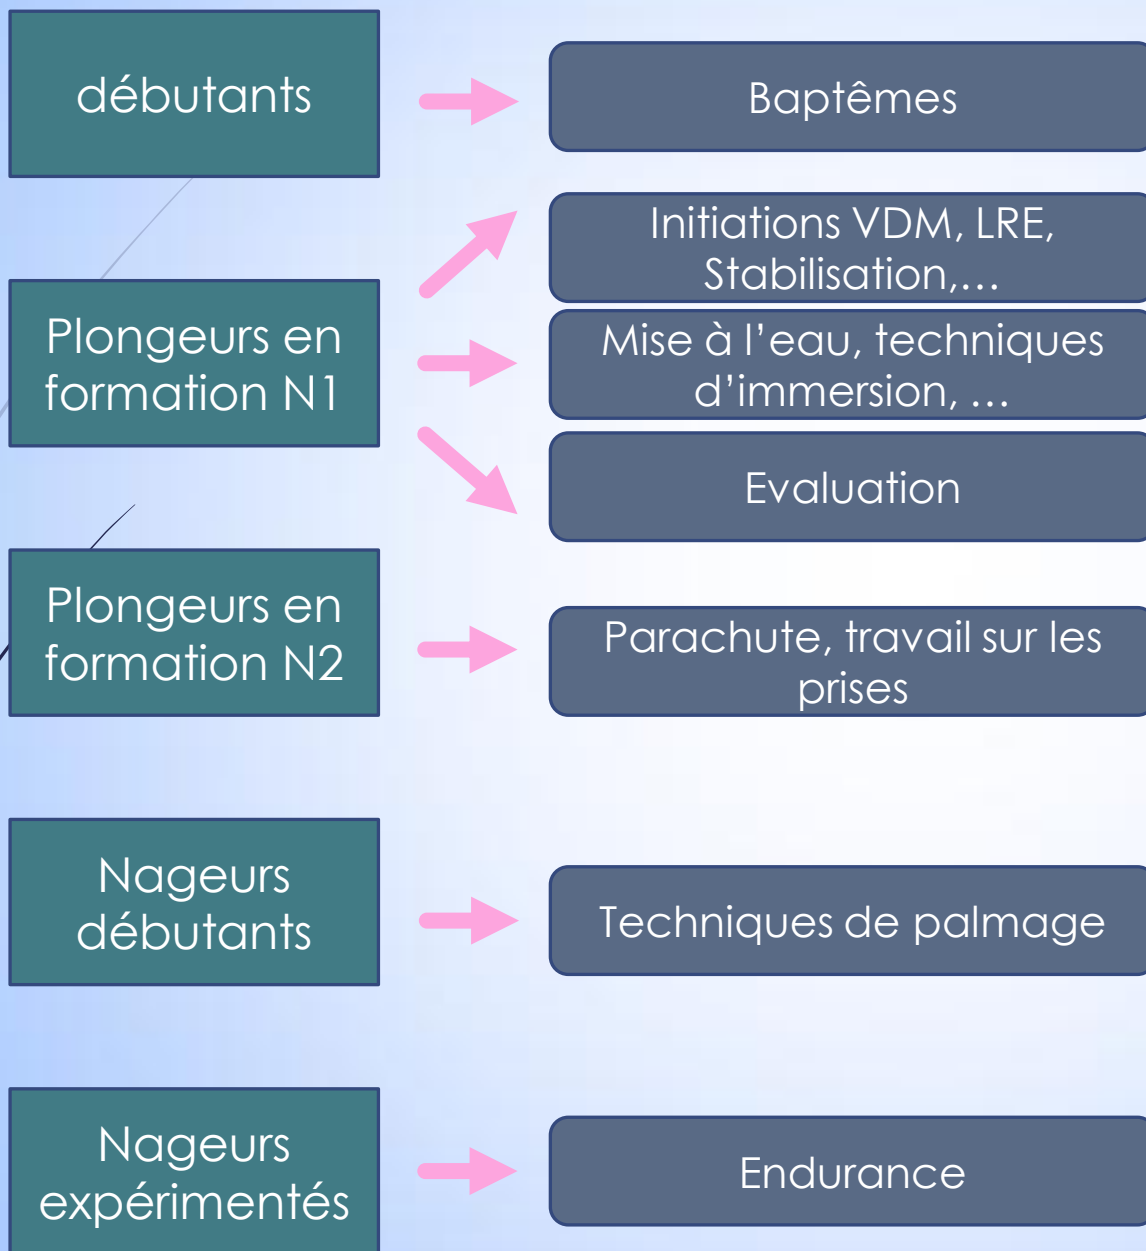 débutants
Baptêmes
Initiations VDM, LRE,
Stabilisation,…
Plongeurs en
formation N1
Mise à l’eau, techniques
d’immersion, …
Evaluation
Plongeurs en
formation N2
Parachute, travail sur les
prises
Nageurs
débutants
Techniques de palmage
Nageurs
expérimentés
Endurance